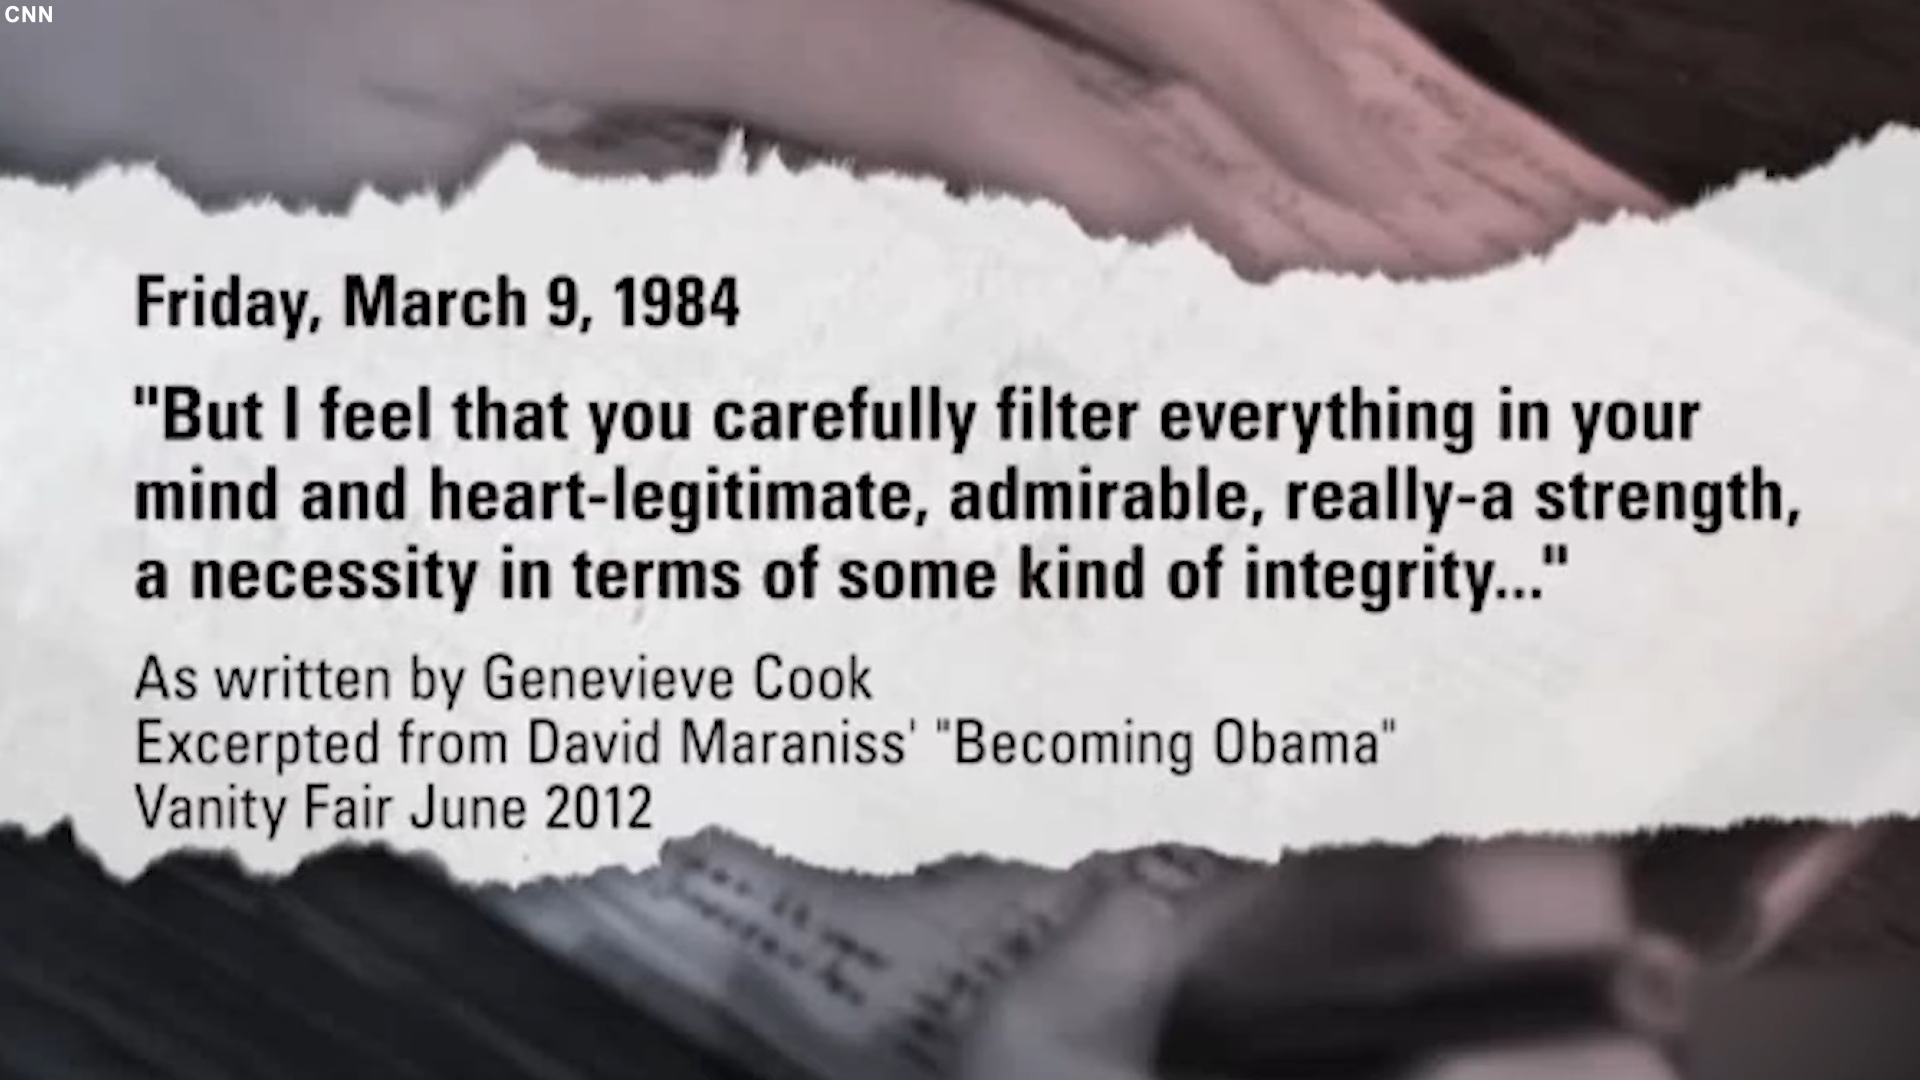 CNN
Friday, March 9, 1984
"But I feel that you carefully filter everything in your
mind and heart-legitimate, admirable, really-a strength,
a necessity in terms of some kind of integrity..."
As written by Genevieve Cook
Excerpted from David Maraniss' "Becoming Obama"
Vanity Fair June 2012